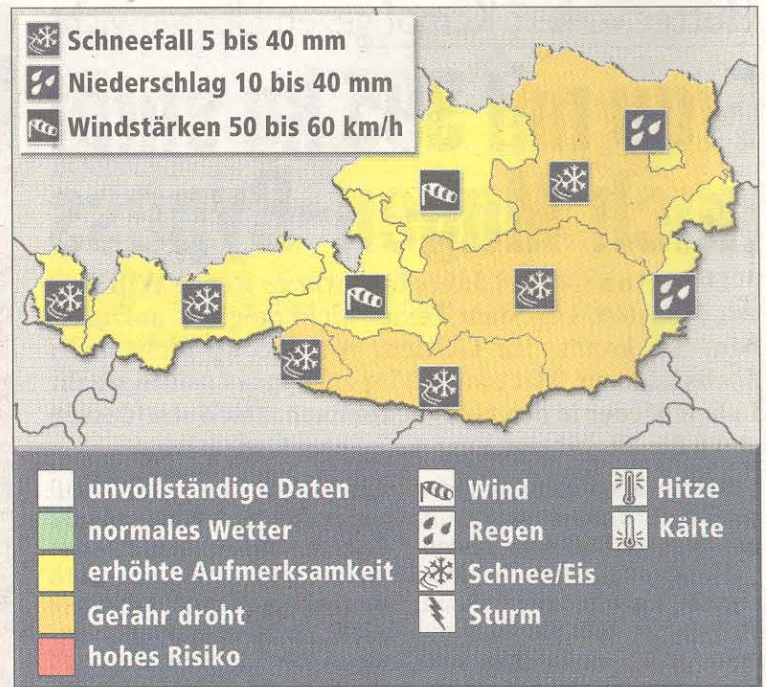 Schneefall 5 bis 40 mm
Niederschlag 10 bis 40 mm
Windstärken 50 bis 60 km/h
unvollständige Daten
normales Wetter
erhöhte Aufmerksamkeit
Gefahr droht
hohes Risiko
Wind
Regen
Schnee/Eis
Sturm
Hitze
Kälte